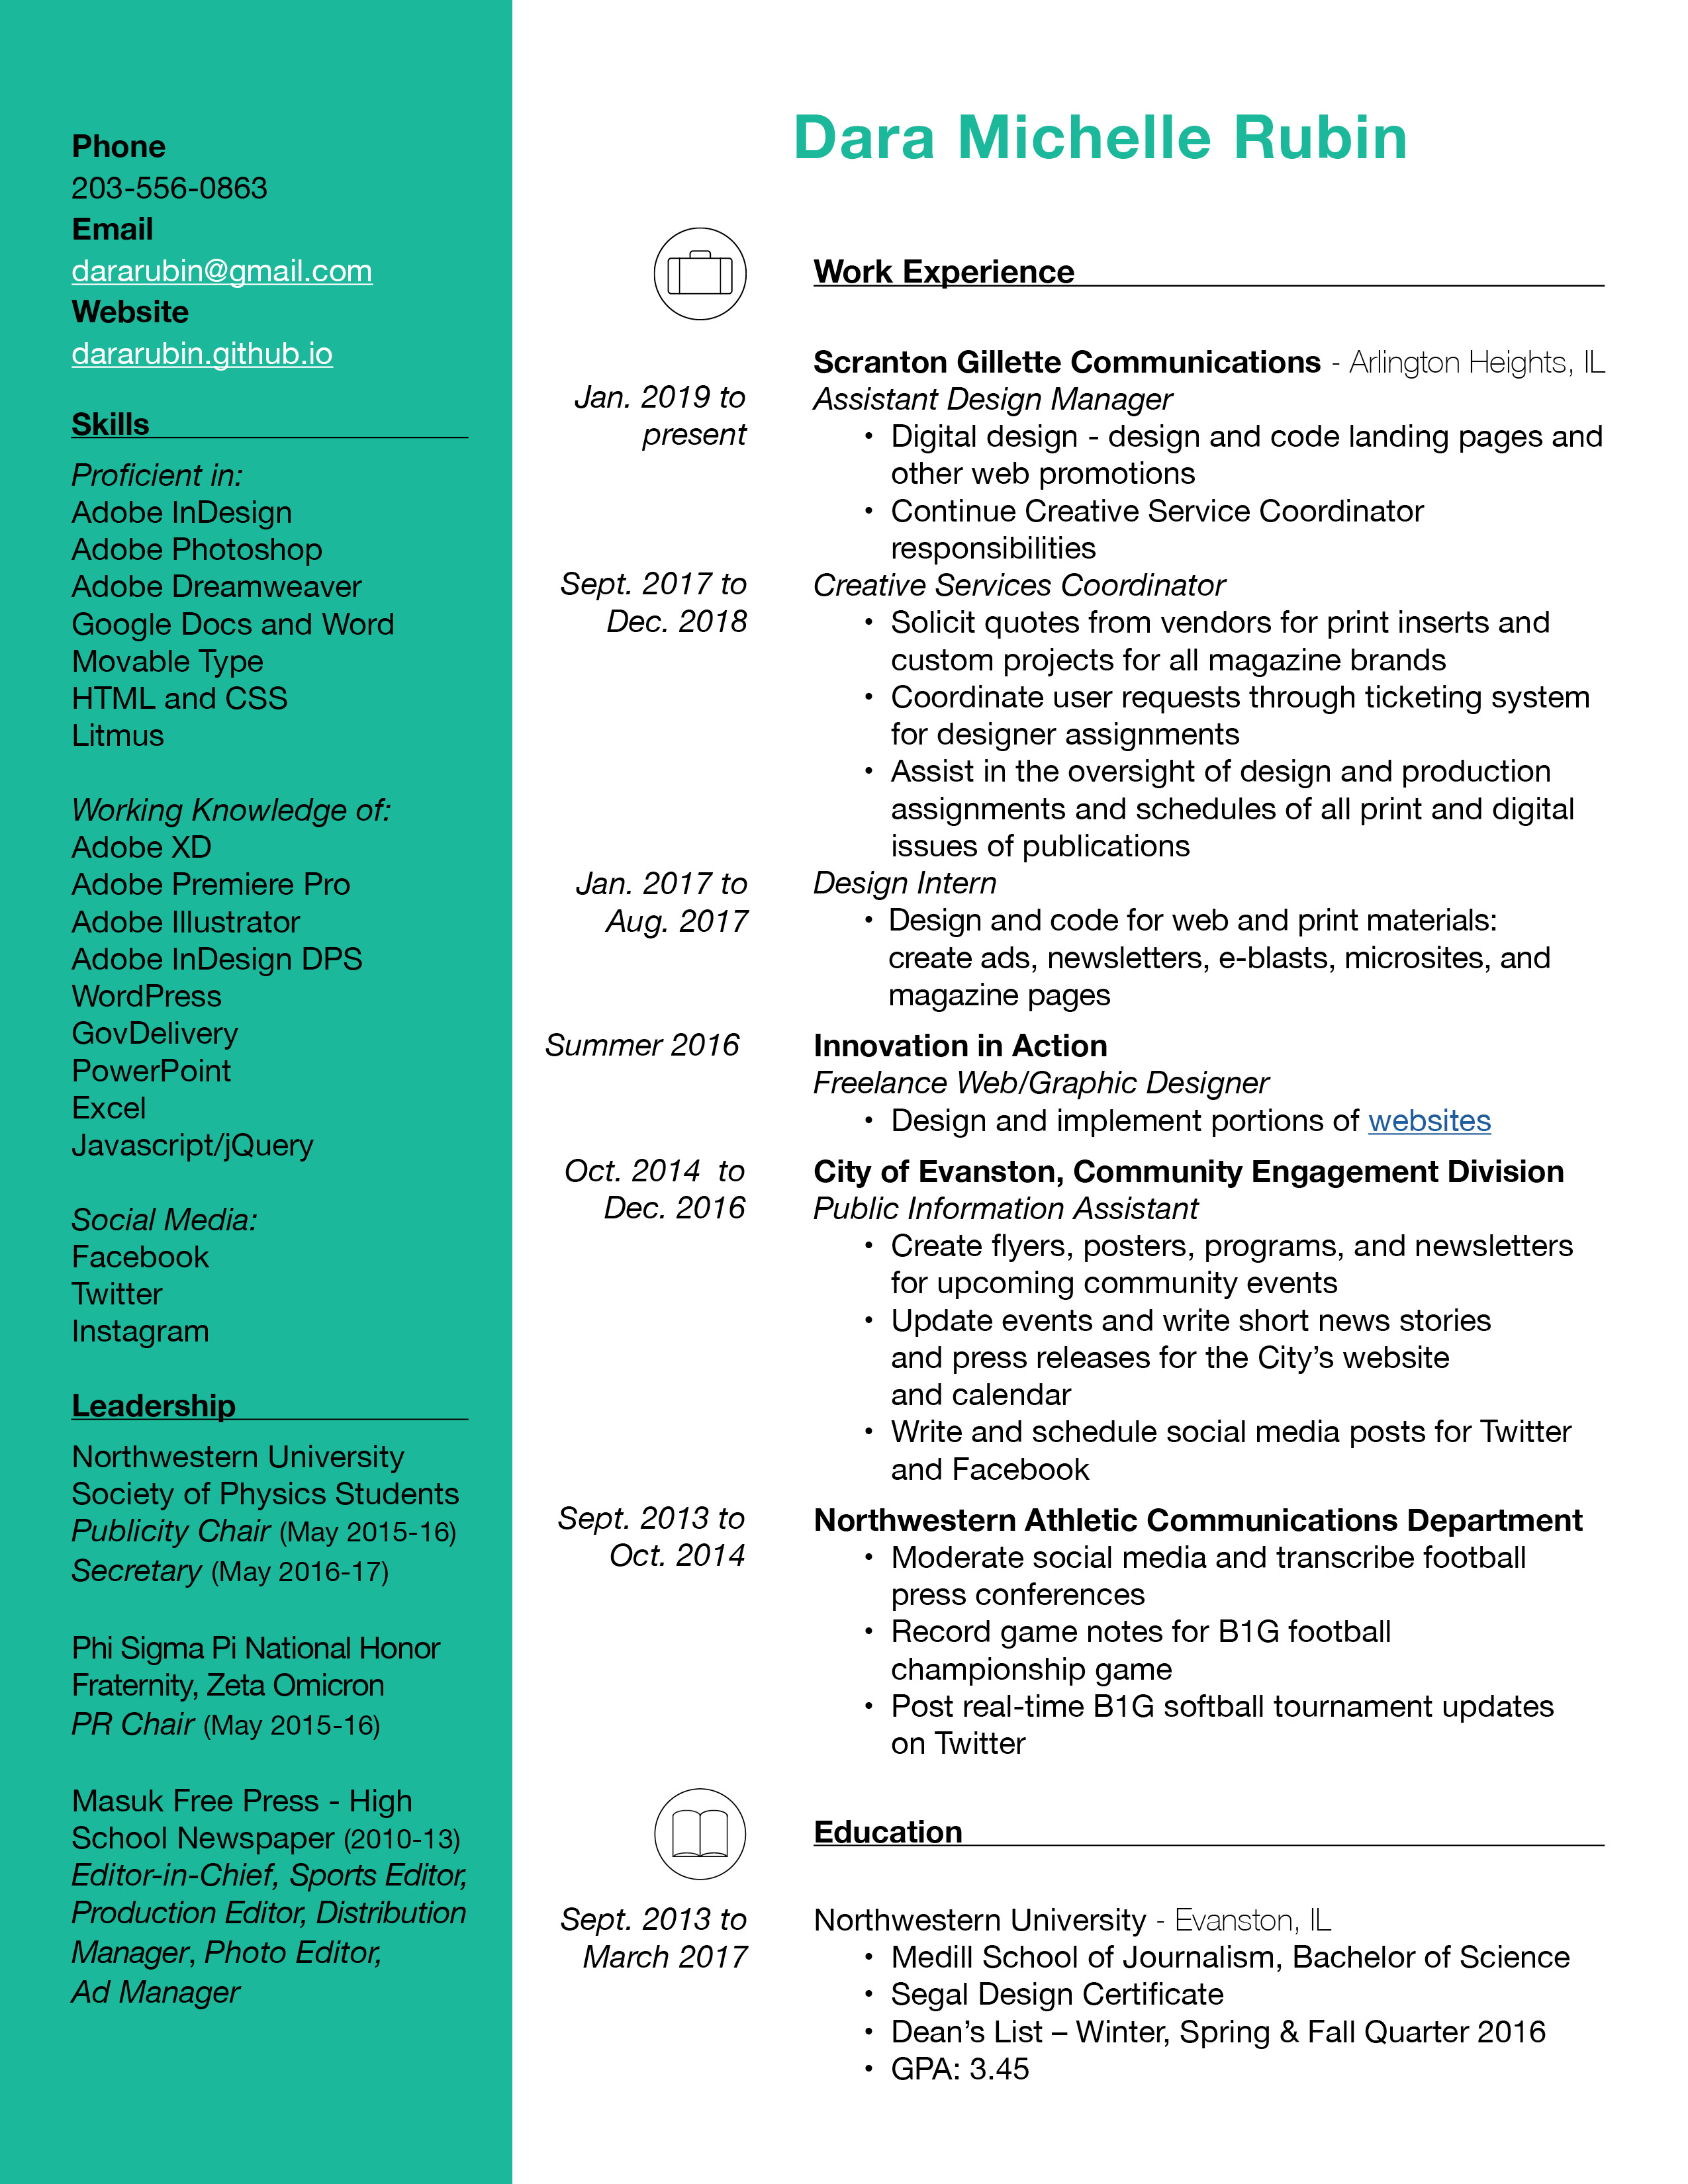 Phone
203-556-0863
Email
dararubin@gmail.com
Website
dararubin.github.io
Skills
Proficient in:
Adobe InDesign
Adobe Photoshop
Adobe Dreamweaver
Google Docs and Word
Movable Type
HTML and CSS
Litmus
Working Knowledge of:
Adobe XD
Adobe Premiere Pro
Adobe Illustrator
Adobe InDesign DPS
WordPress
GovDelivery
PowerPoint
Excel
Javascript/jQuery
Social Media:
Facebook
Twitter
Instagram
Leadership
Northwestern University
Society of Physics Students
Publicity Chair (May 2015-16)
Secretary (May 2016-17)
Phi Sigma Pi National Honor
Fraternity, Zeta Omicron
PR Chair (May 2015-16)
Masuk Free Press - High
School Newspaper (2010-13)
Editor-in-Chief, Sports Editor,
Production Editor, Distribution
Manager, Photo Editor,
Ad Manager
Dara Michelle Rubin
Work Experience
Scranton Gillette Communications - Arlington Heights, IL
Jan. 2019 to
present
Assistant Design Manager
• Digital design - design and code landing pages and
other web promotions
• Continue Creative Service Coordinator
responsibilities
Sept. 2017 to
Dec. 2018
Creative Services Coordinator
• Solicit quotes from vendors for print inserts and
custom projects for all magazine brands
• Coordinate user requests through ticketing system
for designer assignments
• Assist in the oversight of design and production
assignments and schedules of all print and digital
issues of publications
Jan. 2017 to
Aug. 2017
Design Intern
• Design and code for web and print materials:
create ads, newsletters, e-blasts, microsites, and
magazine pages
Summer 2016
Innovation in Action
Freelance Web/Graphic Designer
• Design and implement portions of websites
Oct. 2014 to
Dec. 2016
City of Evanston, Community Engagement Division
Public Information Assistant
• Create flyers, posters, programs, and newsletters
for upcoming community events
• Update events and write short news stories
and press releases for the City’s website
and calendar
• Write and schedule social media posts for Twitter
and Facebook
Sept. 2013 to
Oct. 2014
Northwestern Athletic Communications Department
• Moderate social media and transcribe football
press conferences
• Record game notes for B1G football
championship game
• Post real-time B1G softball tournament updates
on Twitter
Education
Sept. 2013 to
March 2017
Northwestern University - Evanston, IL
• Medill School of Journalism, Bachelor of Science
• Segal Design Certificate
• Dean’s List – Winter, Spring & Fall Quarter 2016
• GPA: 3.45